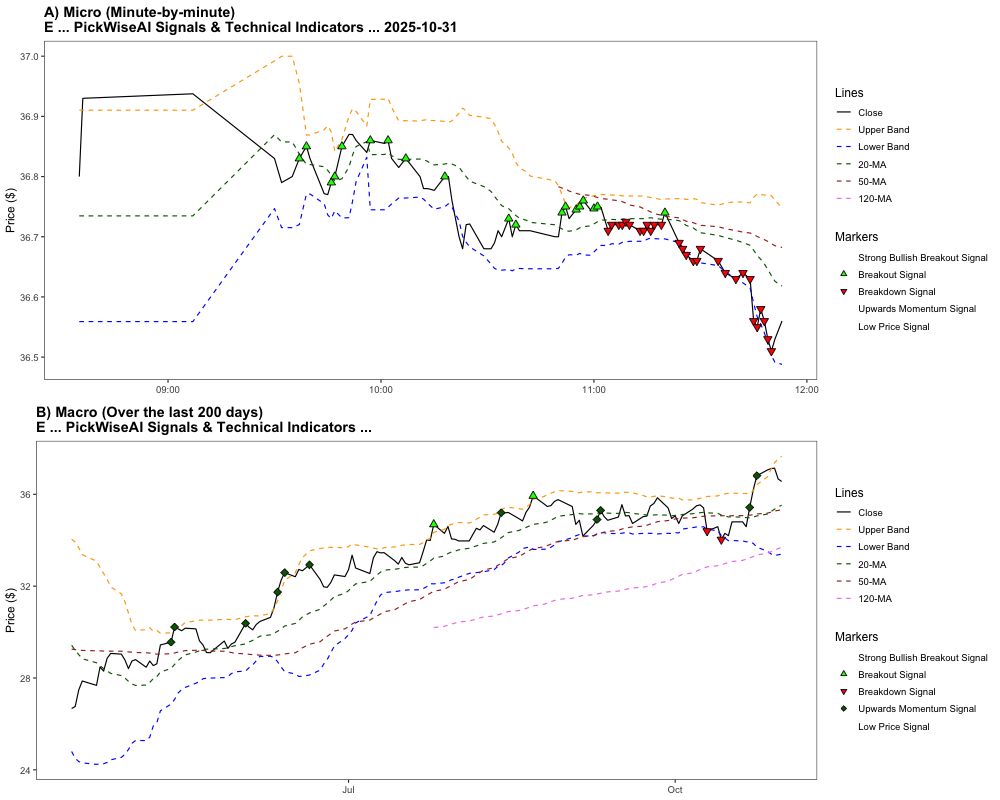 A) Micro (Minute-by-minute)
E ... PickWiseAI Signals & Technical Indicators ... 2025-10-31
Price ($)
37.0
36.9
36.8
36.7
36.6
36.5
09:00
10:00
11:00
12:00
Lines
Close
Upper Band
Lower Band
20-MA
50-MA
120-MA
Markers
Strong Bullish Breakout Signal
Breakout Signal
Breakdown Signal
Upwards Momentum Signal
Low Price Signal
B) Macro (Over the last 200 days)
E ... PickWiseAI Signals & Technical Indicators ...
Price ($)
36
32
28
24
Jul
Oct
Lines
Close
Upper Band
Lower Band
20-MA
50-MA
120-MA
Markers
Strong Bullish Breakout Signal
Breakout Signal
Breakdown Signal
Upwards Momentum Signal
Low Price Signal